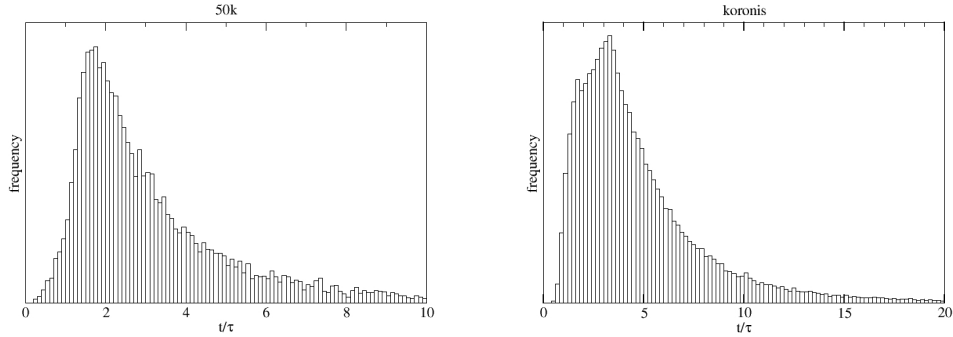 50k
frequency
0 2 4 6 8 10
t/τ
koronis
frequency
0 5 10 15 20
t/τ